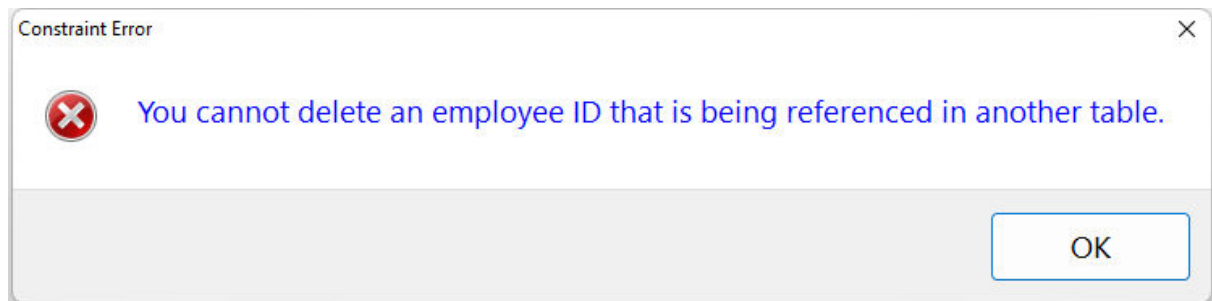 Constraint Error
You cannot delete an employee ID that is being referenced in another table.
OK